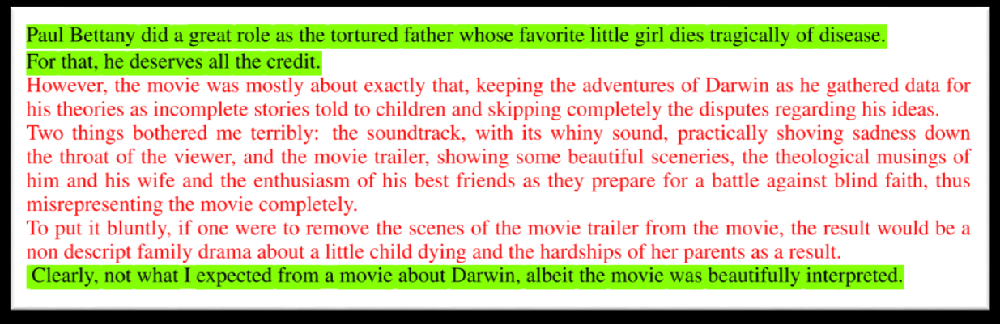 Paul Bettany did a great role as the tortured father whose favorite little girl dies tragically of disease.
For that, he deserves all the credit.
However, the movie was mostly about exactly that, keeping the adventures of Darwin as he gathered data for
his theories as incomplete stories told to children and skipping completely the disputes regarding his ideas.
Two things bothered me terribly: the soundtrack, with its whiny sound, practically shoving sadness down
the throat of the viewer, and the movie trailer, showing some beautiful sceneries, the theological musings of
him and his wife and the enthusiasm of his best friends as they prepare for a battle against blind faith, thus
misrepresenting the movie completely.
To put it bluntly, if one were to remove the scenes of the movie trailer from the movie, the result would be a
non descript family drama about a little child dying and the hardships of her parents as a result.
Clearly, not what I expected from a movie about Darwin, albeit the movie was beautifully interpreted.